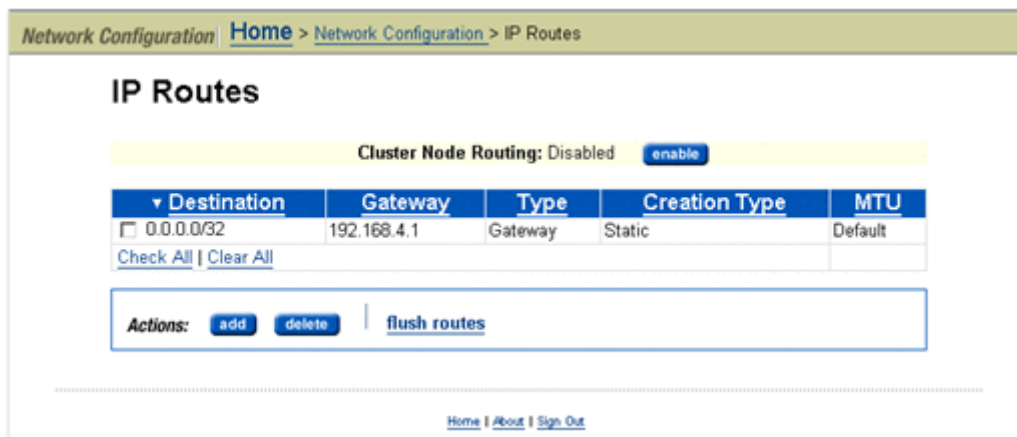 Network Configuration | Home > Network Configuration > IP Routes
IP Routes
Cluster Node Routing: Disabled enable
▾ Destination Gateway Type Creation Type MTU
0.0.0.0/32 192.168.4.1 Gateway Static Default
Check All | Clear All
Actions: add delete | flush routes
Home | About | Sign Out